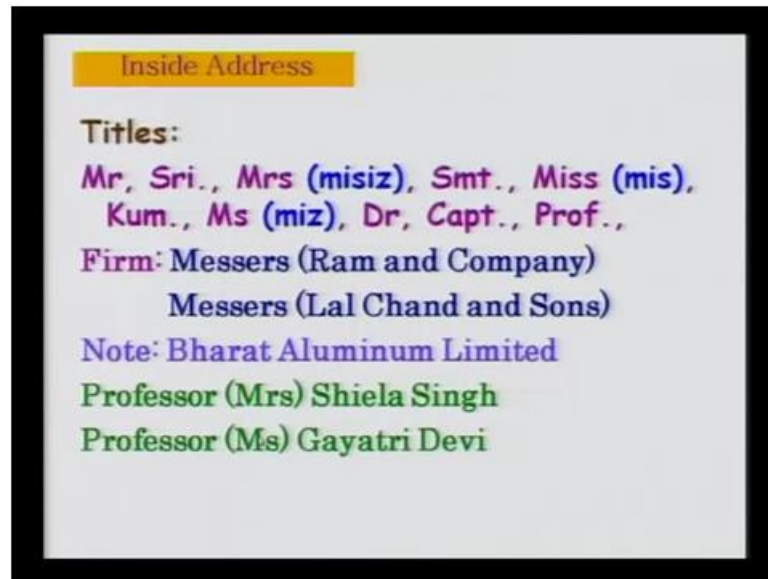 Inside Address
Titles:
Mr, Sri., Mrs (misiz), Smt., Miss (mis),
Kum., Ms (miz), Dr, Capt., Prof.,
Firm: Messers (Ram and Company)
Messers (Lal Chand and Sons)
Note: Bharat Aluminum Limited
Professor (Mrs) Shiela Singh
Professor (Ms) Gayatri Devi